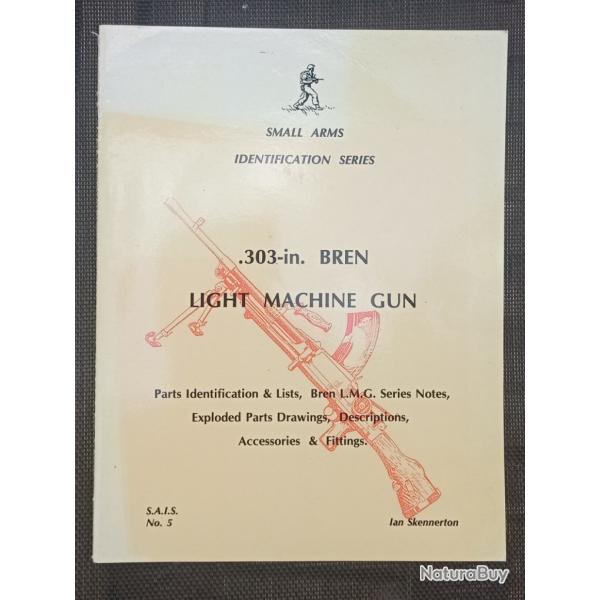 SMALL ARMS
IDENTIFICATION SERIES
.303-in. BREN
LIGHT MACHINE GUN
Parts Identification & Lists, Bren L.M.G. Series Notes,
Exploded Parts Drawings, Descriptions,
Accessories & Fittings.
S.A.I.S.
No. 5
Ian Skennerton
NaturaBuy